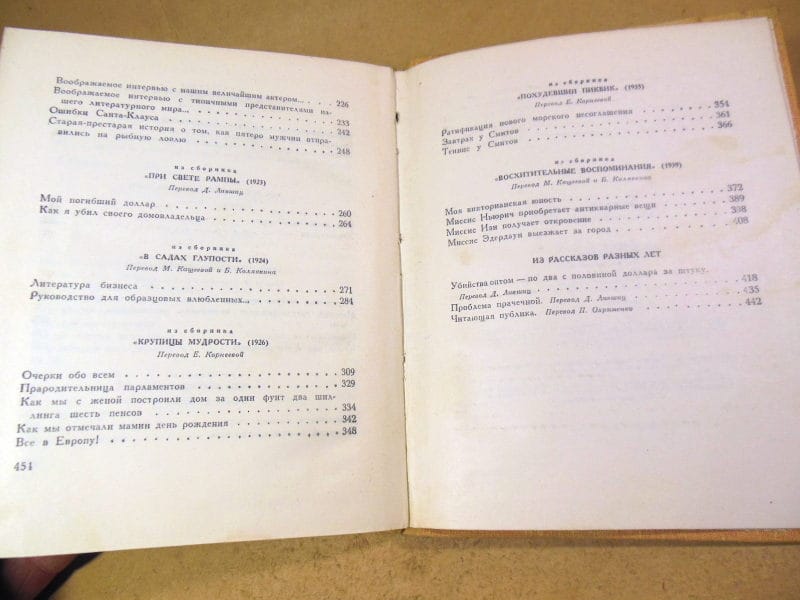 Воображаемое интервью с нашим величайшим актером. . . . 226
Воображаемое интервью с типичными представителями на-
шего литературного мира... . . . . . . . . . . . 233
Ошибки Санта-Клауса . . . . . . . . . . . . . . 242
Старая-престарая история о том, как пятеро мужчин отпра-
вились на рыбную ловлю . . . . . . . . . . . . 248
из сборника
«ПРИ СВЕТЕ РАМПЫ» (1923)
Перевод Д. Лившиц
Мой погибший доллар . . . . . . . . . . . . . . 260
Как я убил своего домовладельца . . . . . . . . . . 264
из сборника
«В САДАХ ГЛУПОСТИ» (1924)
Перевод М. Кащеевой и Б. Колявкина
Литература бизнеса . . . . . . . . . . . . . . . 271
Руководство для образцовых влюбленных... . . . . . . . 284
из сборника
«КРУПИЦЫ МУДРОСТИ» (1926)
Перевод Е. Корнеевой
Очерки обо всем . . . . . . . . . . . . . . . . 309
Прародительница парламентов . . . . . . . . . . . 329
Как мы с женой построили дом за один фунт два шил-
линга шесть пенсов . . . . . . . . . . . . . . 334
Как мы отмечали мамин день рождения . . . . . . . . 342
Все в Европу! . . . . . . . . . . . . . . . . . 348
454
из сборника
«ПОХУДЕВШИЙ ПИКВИК» (1935)
Перевод Е. Корнеевой
Ратификация нового морского несоглашения . . . . . . 354
Завтрак у Смитов . . . . . . . . . . . . . . . . 361
Теннис у Смитов . . . . . . . . . . . . . . . . 366
из сборника
«ВОСХИТИТЕЛЬНЫЕ ВОСПОМИНАНИЯ» (1939)
Перевод М. Кащеевой и Б. Колявкина
Моя викторианская юность . . . . . . . . . . . . . 372
Миссис Ньюрич приобретает антикварные вещи . . . . . 389
Миссис Изи получает откровение . . . . . . . . . . 398
Миссис Эдердаун выезжает за город . . . . . . . . . 408
ИЗ РАССКАЗОВ РАЗНЫХ ЛЕТ
Убийства оптом — по два с половиной доллара за штуку.
Перевод Д. Лившиц . . . . . . . . . . . . . . . 418
Проблема прачечной. Перевод Д. Лившиц . . . . . . . 435
Читающая публика. Перевод П. Охрименко . . . . . . . 442